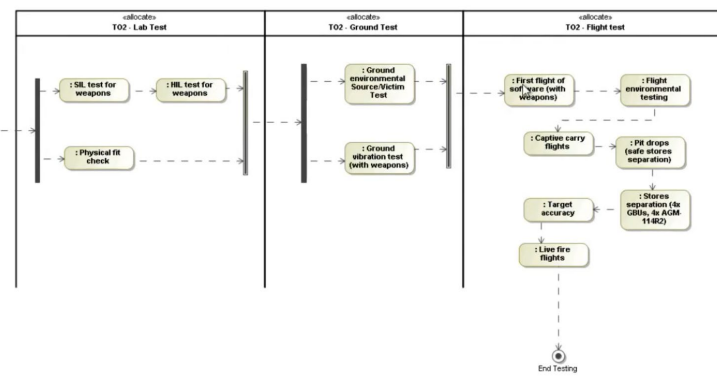 «allocate»
TO2 - Lab Test
«allocate»
TO2 - Ground Test
«allocate»
TO2 - Flight test
: SIL test for
weapons
: HIL test for
weapons
: Physical fit
check
: Ground
environmental
Source/Victim
Test
: Ground
vibration test
(with weapons)
: First flight of
software (with
weapons)
: Flight
environmental
testing
: Captive carry
flights
: Pit drops
(safe stores
separation)
: Stores
separation (4x
GBUs, 4x AGM-
114R2)
: Target
accuracy
: Live fire
flights
End Testing